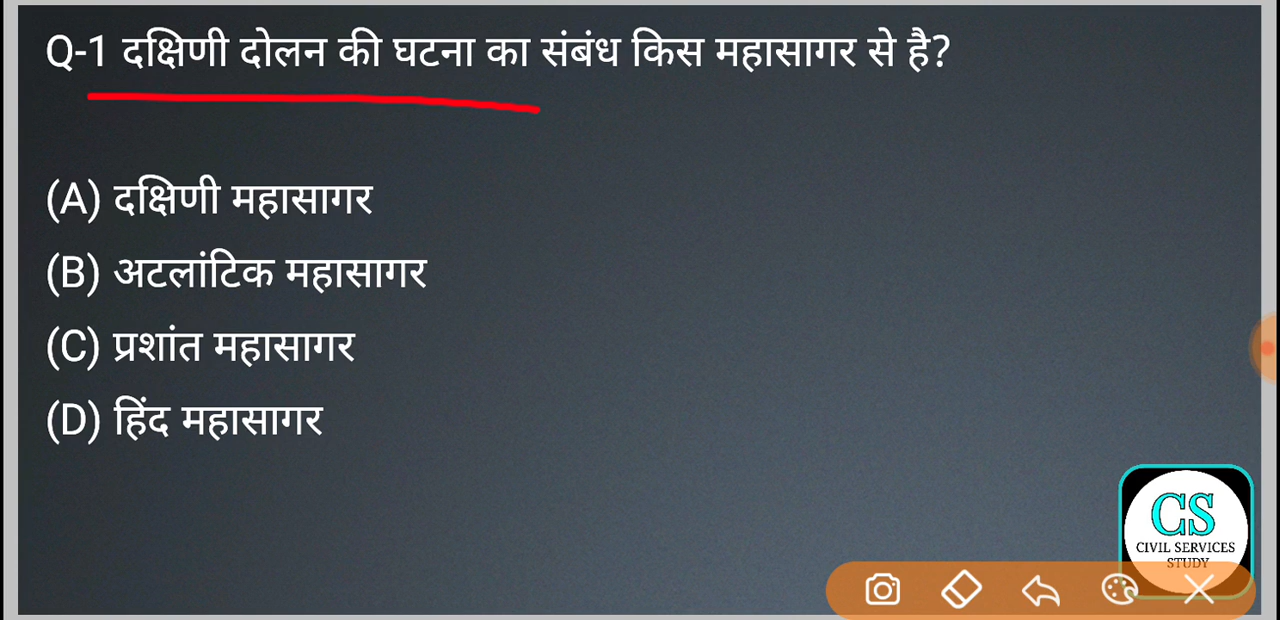 Q-1 दक्षिणी दोलन की घटना का संबंध किस महासागर से है?
(A) दक्षिणी महासागर
(B) अटलांटिक महासागर
(C) प्रशांत महासागर
(D) हिंद महासागर
CS
CIVIL SERVICES
STUDY